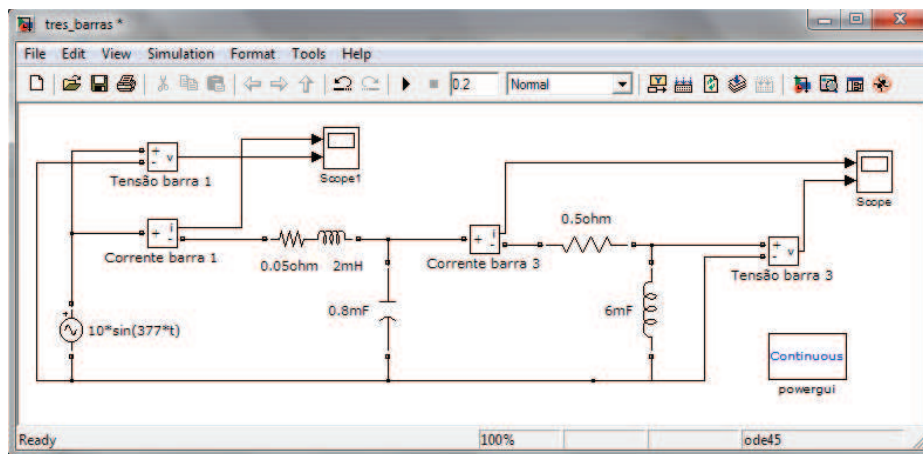 tres_barras *
File Edit View Simulation Format Tools Help
0.2 Normal
+ - v
Tensão barra 1
Scope1
+ i -
Corrente barra 1
0.05ohm 2mH
+ i -
Corrente barra 3
0.5ohm
Scope
+ - v
Tensão barra 3
0.8mF
6mF
+
10*sin(377*t)
Continuous
powergui
Ready 100% ode45